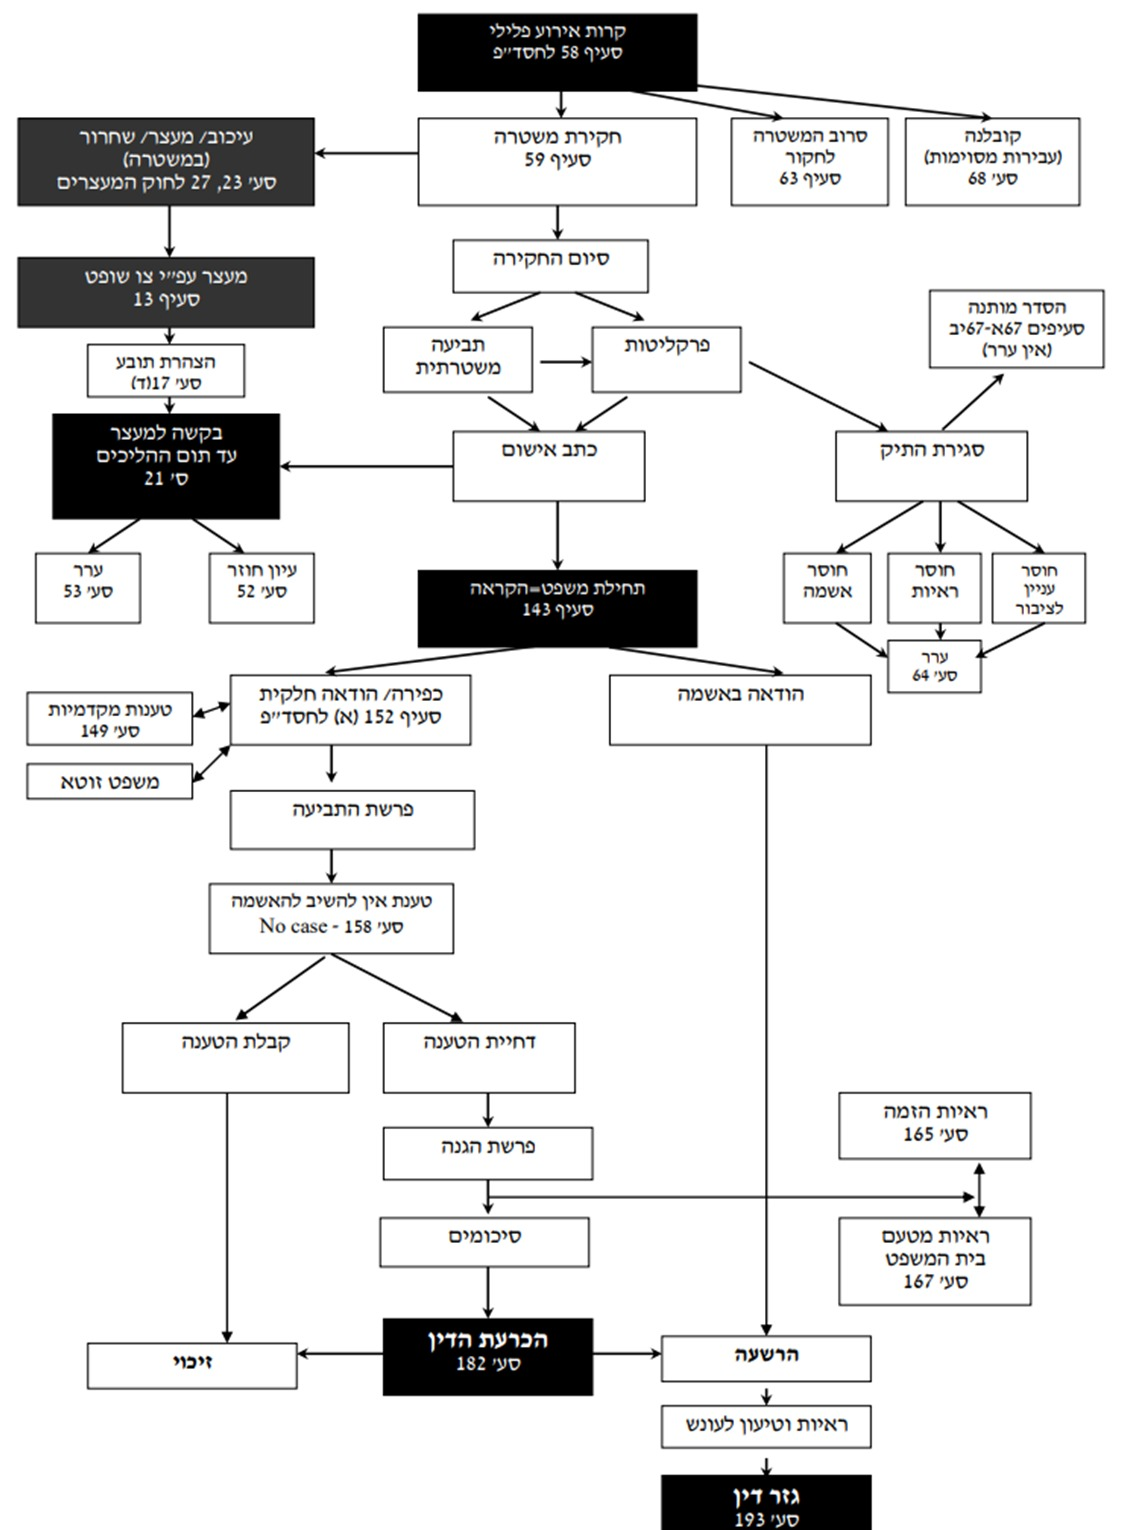 קרות אירוע פלילי
סעיף 58 לחסד״פ
קובלנה
(עבירות מסוימות)
סע׳ 68
סרוב המשטרה
לחקור
סעיף 63
חקירת משטרה
סעיף 59
עיכוב/ מעצר/ שחרור
(במשטרה)
סע׳ 23, 27 לחוק המעצרים
סיום החקירה
מעצר עפ״י צו שופט
סעיף 13
הסדר מותנה
סעיפים 67א-67יב
(אין ערר)
פרקליטות
תביעה
משטרתית
הצהרת תובע
סע׳ 17(ד)
סגירת התיק
כתב אישום
בקשה למעצר
עד תום ההליכים
ס׳ 21
חוסר
עניין
לציבור
חוסר
ראיות
חוסר
אשמה
עיון חוזר
סע׳ 52
ערר
סע׳ 53
תחילת משפט=הקראה
סעיף 143
ערר
סע׳ 64
הודאה באשמה
כפירה/ הודאה חלקית
סעיף 152 (א) לחסד״פ
טענות מקדמיות
סע׳ 149
משפט זוטא
פרשת התביעה
טענת אין להשיב להאשמה
סע׳ 158 - No case
דחיית הטענה
קבלת הטענה
ראיות הזמה
סע׳ 165
פרשת הגנה
סיכומים
ראיות מטעם
בית המשפט
סע׳ 167
הכרעת הדין
סע׳ 182
הרשעה
זיכוי
ראיות וטיעון לעונש
גזר דין
סע׳ 193